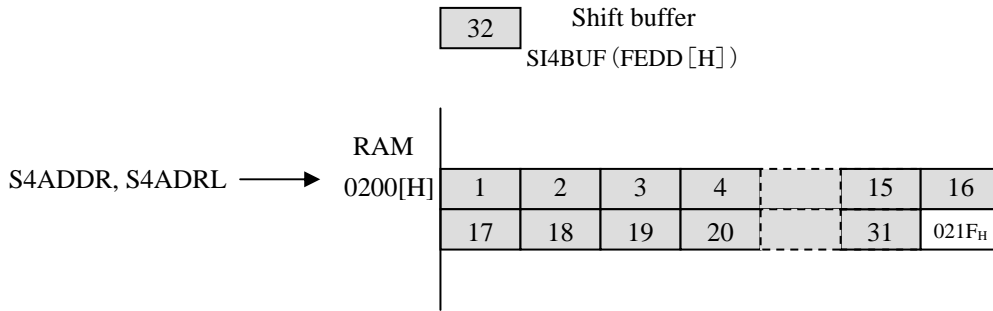 32 Shift buffer
SI4BUF (FEDD [H])
RAM
S4ADDR, S4ADRL 0200[H] 1 2 3 4 15 16
17 18 19 20 31 021FH